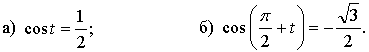 а) cos t = 1/2; б) cos(π/2 + t) = −√3/2.